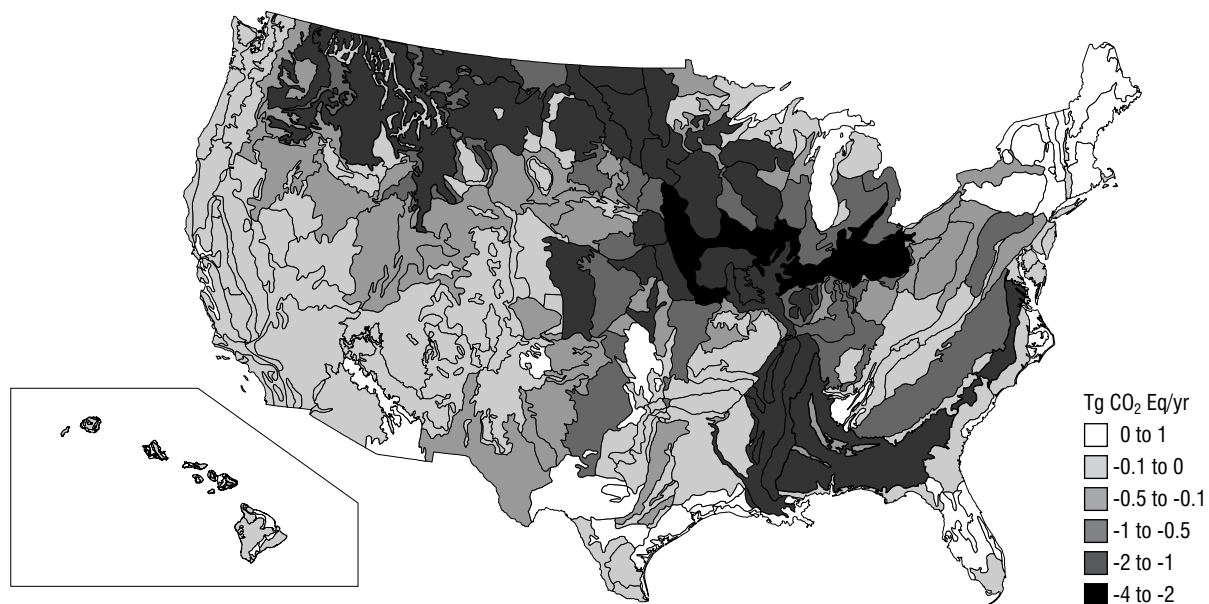 Tg CO₂ Eq/yr
0 to 1
-0.1 to 0
-0.5 to -0.1
-1 to -0.5
-2 to -1
-4 to -2